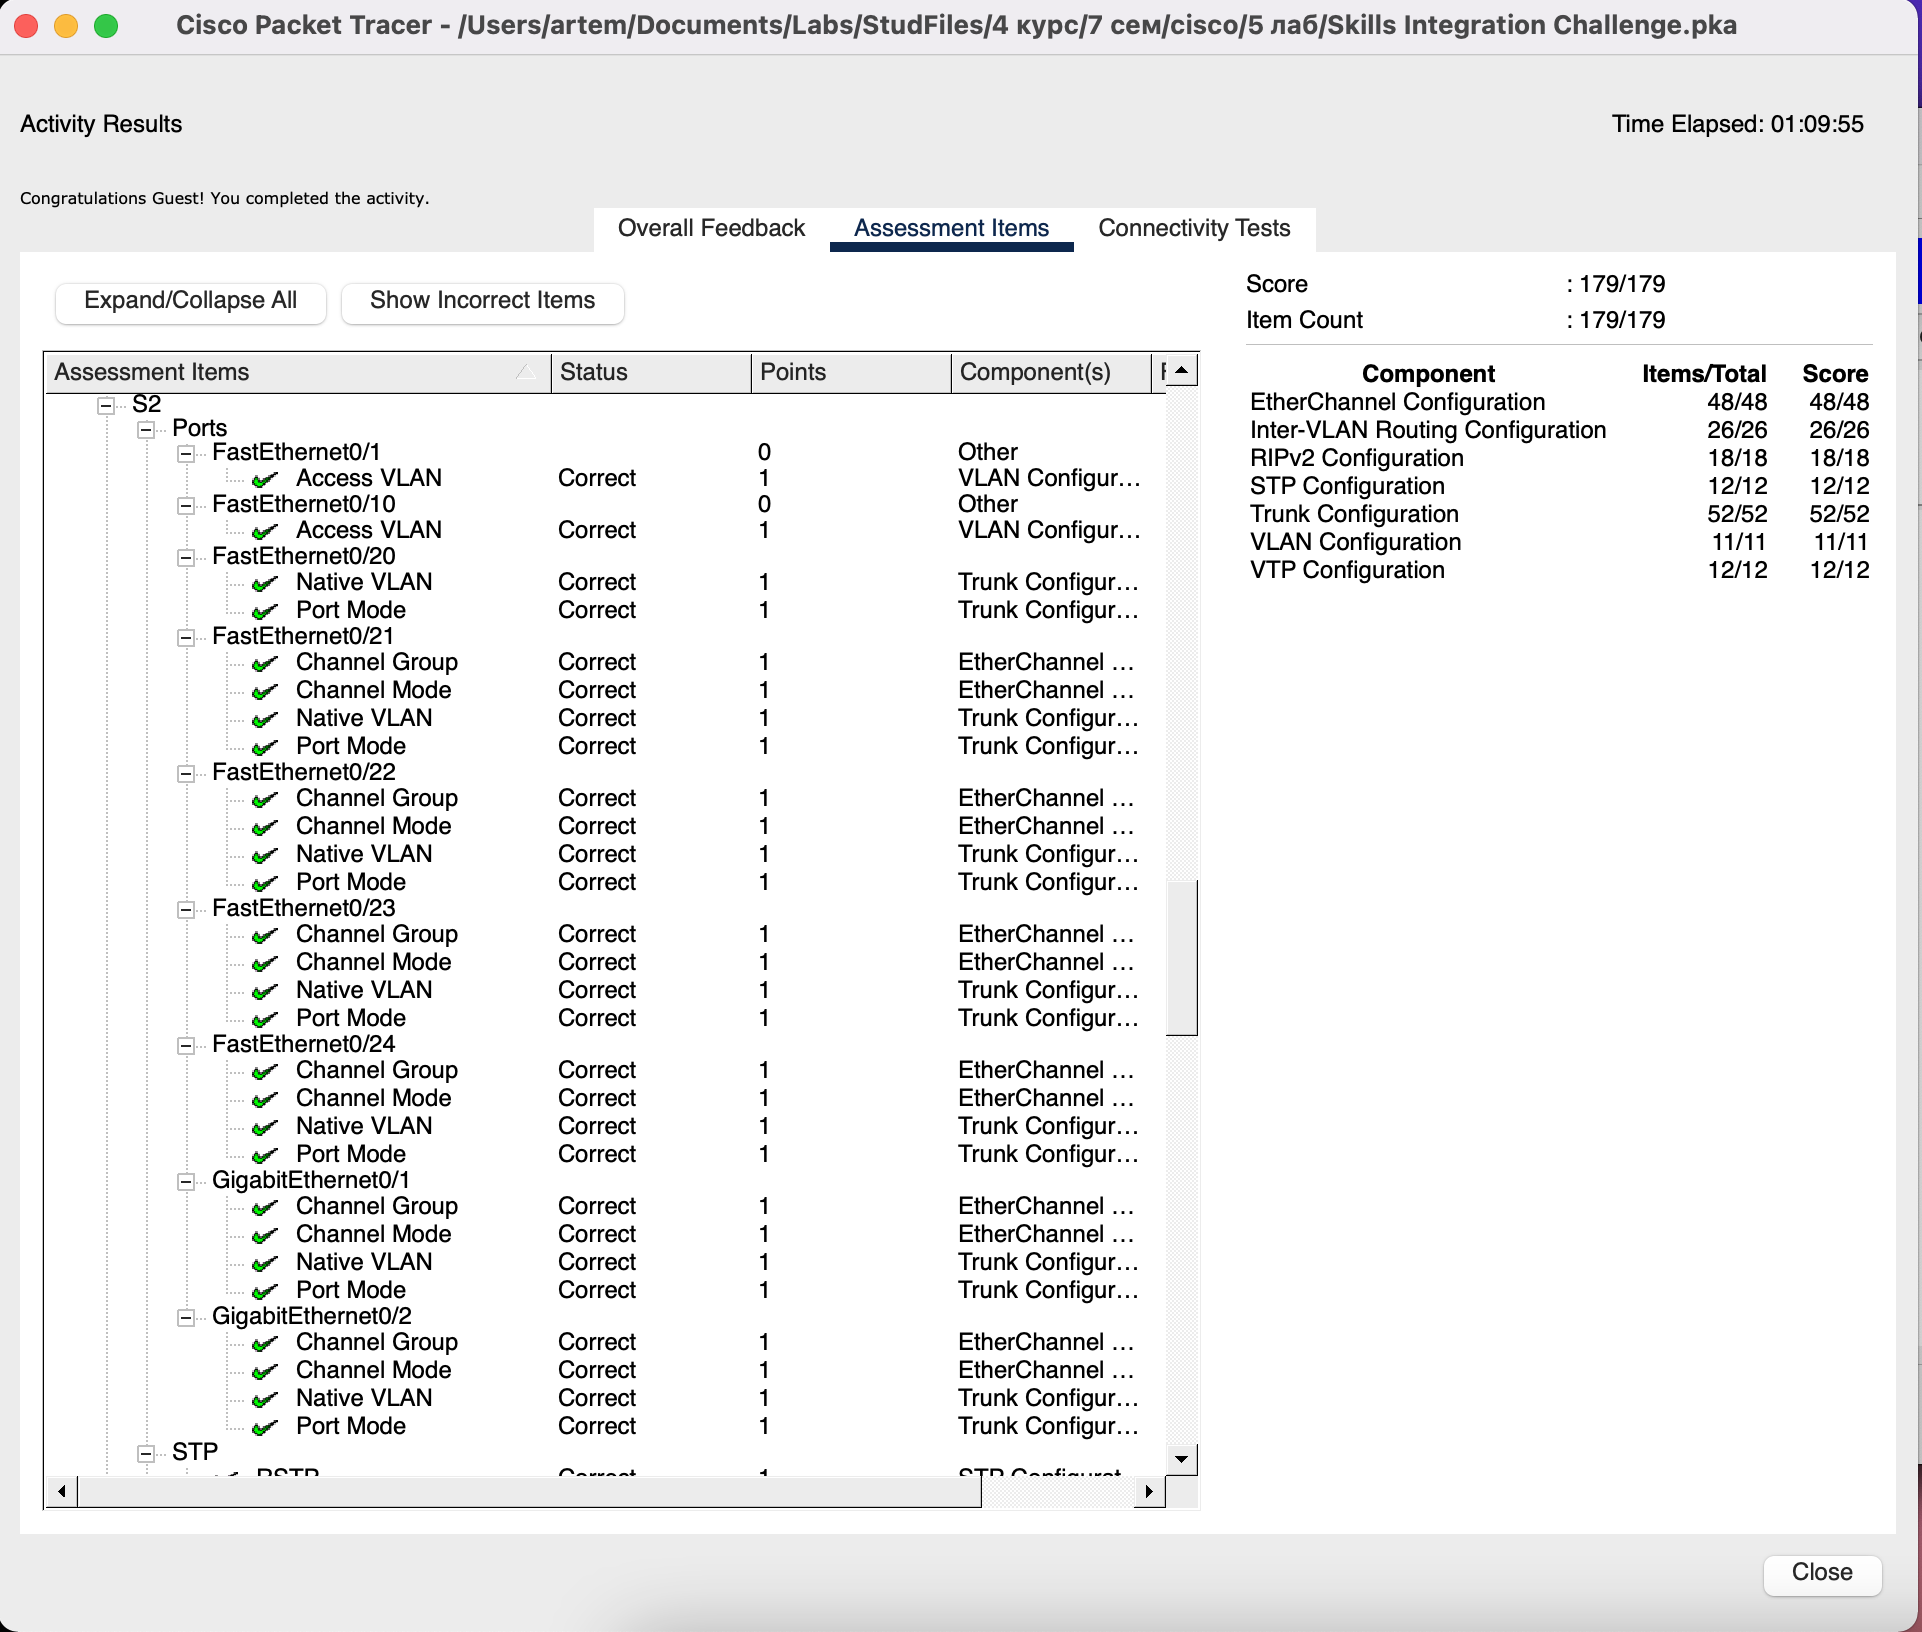 Cisco Packet Tracer - /Users/artem/Documents/Labs/StudFiles/4 курс/7 сем/cisco/5 лаб/Skills Integration Challenge.pka
Activity Results
Time Elapsed: 01:09:55
Congratulations Guest! You completed the activity.
Overall Feedback Assessment Items Connectivity Tests
Expand/Collapse All Show Incorrect Items
Assessment Items Status Points Component(s)
S2
Ports
FastEthernet0/1 0 Other
Access VLAN Correct 1 VLAN Configur...
FastEthernet0/10 0 Other
Access VLAN Correct 1 VLAN Configur...
FastEthernet0/20
Native VLAN Correct 1 Trunk Configur...
Port Mode Correct 1 Trunk Configur...
FastEthernet0/21
Channel Group Correct 1 EtherChannel ...
Channel Mode Correct 1 EtherChannel ...
Native VLAN Correct 1 Trunk Configur...
Port Mode Correct 1 Trunk Configur...
FastEthernet0/22
Channel Group Correct 1 EtherChannel ...
Channel Mode Correct 1 EtherChannel ...
Native VLAN Correct 1 Trunk Configur...
Port Mode Correct 1 Trunk Configur...
FastEthernet0/23
Channel Group Correct 1 EtherChannel ...
Channel Mode Correct 1 EtherChannel ...
Native VLAN Correct 1 Trunk Configur...
Port Mode Correct 1 Trunk Configur...
FastEthernet0/24
Channel Group Correct 1 EtherChannel ...
Channel Mode Correct 1 EtherChannel ...
Native VLAN Correct 1 Trunk Configur...
Port Mode Correct 1 Trunk Configur...
GigabitEthernet0/1
Channel Group Correct 1 EtherChannel ...
Channel Mode Correct 1 EtherChannel ...
Native VLAN Correct 1 Trunk Configur...
Port Mode Correct 1 Trunk Configur...
GigabitEthernet0/2
Channel Group Correct 1 EtherChannel ...
Channel Mode Correct 1 EtherChannel ...
Native VLAN Correct 1 Trunk Configur...
Port Mode Correct 1 Trunk Configur...
STP
Score : 179/179
Item Count : 179/179
Component Items/Total Score
EtherChannel Configuration 48/48 48/48
Inter-VLAN Routing Configuration 26/26 26/26
RIPv2 Configuration 18/18 18/18
STP Configuration 12/12 12/12
Trunk Configuration 52/52 52/52
VLAN Configuration 11/11 11/11
VTP Configuration 12/12 12/12
Close